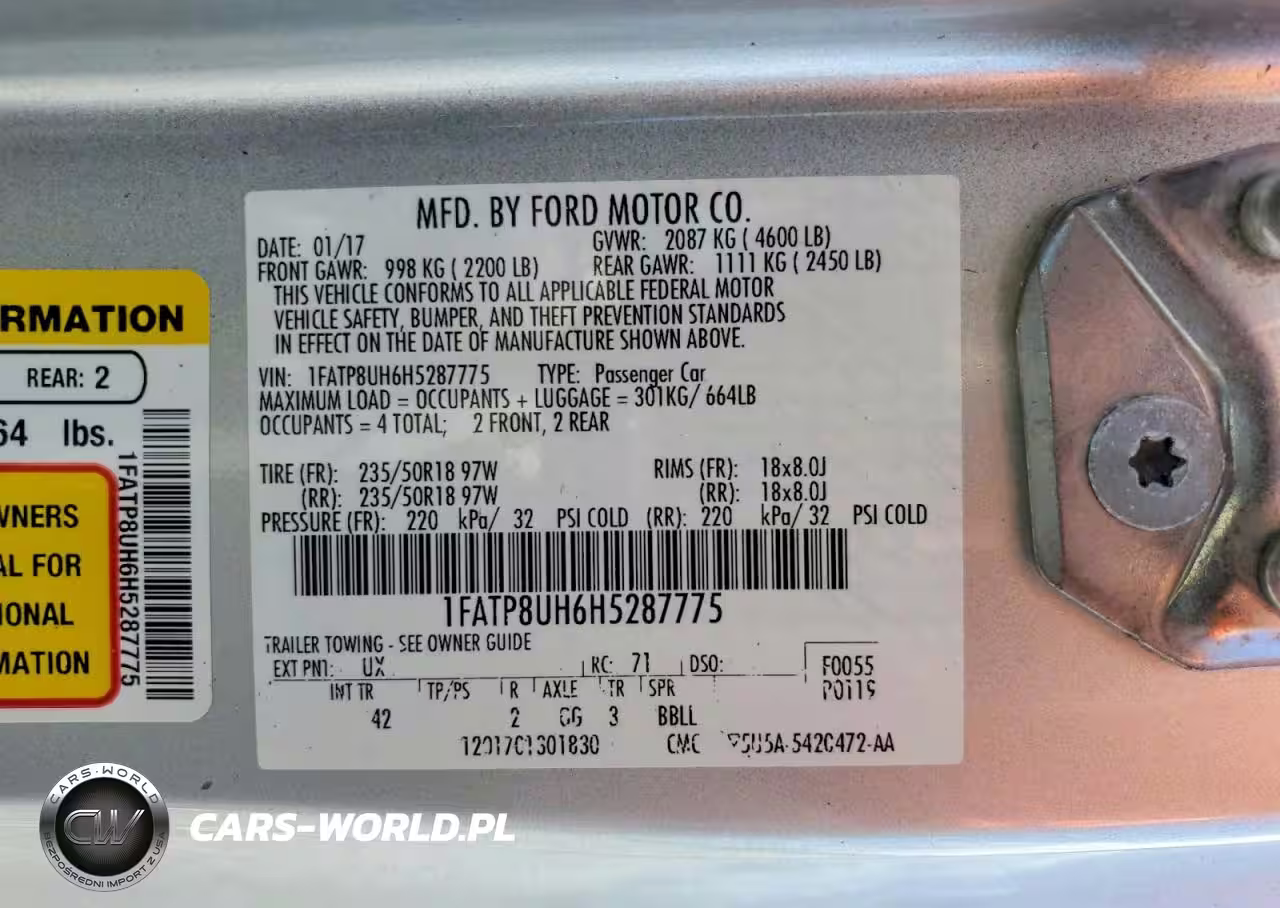 RMATION
REAR: 2
64 lbs.
WNERS
AL FOR
IONAL
MATION
1FATP8UH6H5287775
MFD. BY FORD MOTOR CO.
DATE: 01/17 GVWR: 2087 KG ( 4600 LB)
FRONT GAWR: 998 KG ( 2200 LB) REAR GAWR: 1111 KG ( 2450 LB)
THIS VEHICLE CONFORMS TO ALL APPLICABLE FEDERAL MOTOR
VEHICLE SAFETY, BUMPER, AND THEFT PREVENTION STANDARDS
IN EFFECT ON THE DATE OF MANUFACTURE SHOWN ABOVE.
VIN: 1FATP8UH6H5287775 TYPE: Passenger Car
MAXIMUM LOAD = OCCUPANTS + LUGGAGE = 301KG/ 664LB
OCCUPANTS = 4 TOTAL; 2 FRONT, 2 REAR
TIRE (FR): 235/50R18 97W RIMS (FR): 18x8.0J
(RR): 235/50R18 97W (RR): 18x8.0J
PRESSURE (FR): 220 kPa/ 32 PSI COLD (RR): 220 kPa/ 32 PSI COLD
1FATP8UH6H5287775
TRAILER TOWING - SEE OWNER GUIDE
EXT PNT: UX RC: 71 DSO: F0055
INT TR TP/PS R AXLE TR SPR P0119
42 2 GG 3 BBLL
CMC
CARS-WORLD
CW
BEZPOŚREDNI IMPORT Z USA
CARS-WORLD.PL